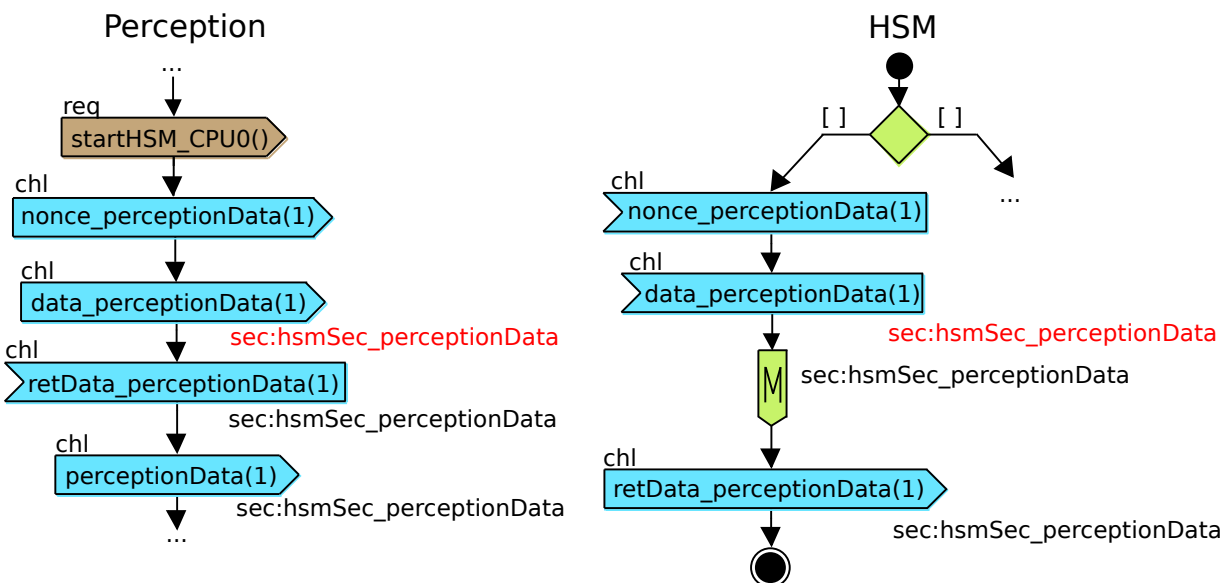 Perception
...
req
startHSM_CPU0()
chl
nonce_perceptionData(1)
chl
data_perceptionData(1)
sec:hsmSec_perceptionData
chl
retData_perceptionData(1)
sec:hsmSec_perceptionData
chl
perceptionData(1)
sec:hsmSec_perceptionData
...
HSM
[ ]
[ ]
...
chl
nonce_perceptionData(1)
chl
data_perceptionData(1)
sec:hsmSec_perceptionData
M
sec:hsmSec_perceptionData
chl
retData_perceptionData(1)
sec:hsmSec_perceptionData